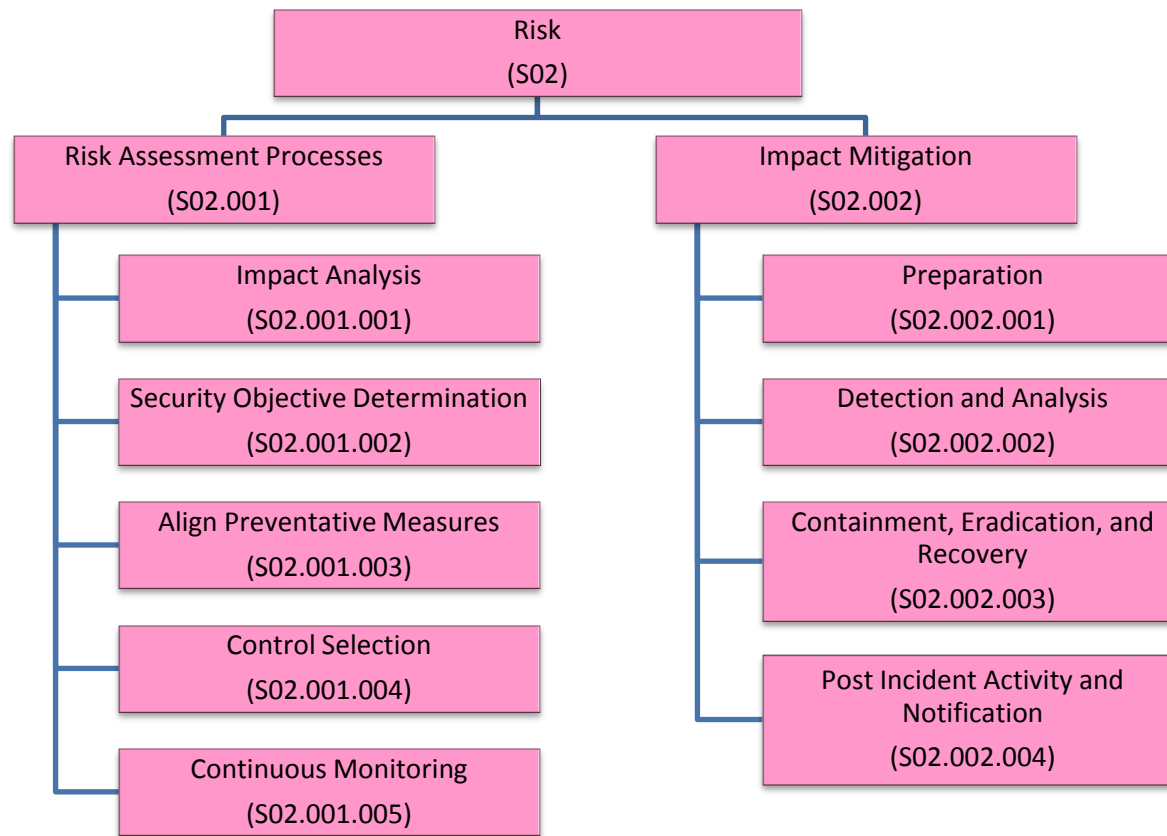 Risk
(S02)
Risk Assessment Processes
(S02.001)
Impact Analysis
(S02.001.001)
Security Objective Determination
(S02.001.002)
Align Preventative Measures
(S02.001.003)
Control Selection
(S02.001.004)
Continuous Monitoring
(S02.001.005)
Impact Mitigation
(S02.002)
Preparation
(S02.002.001)
Detection and Analysis
(S02.002.002)
Containment, Eradication, and
Recovery
(S02.002.003)
Post Incident Activity and
Notification
(S02.002.004)